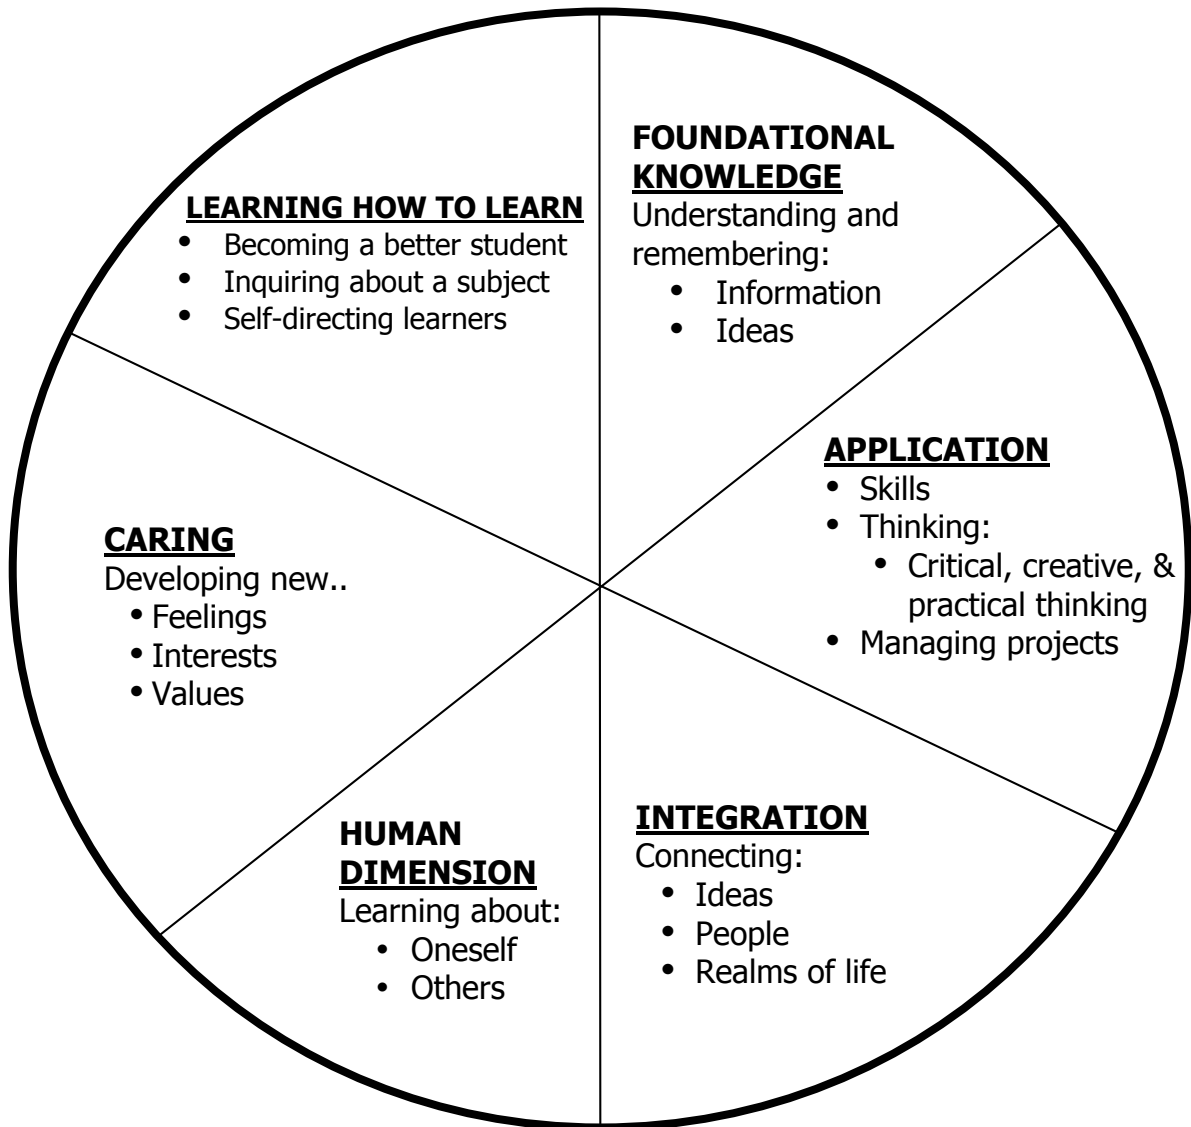 FOUNDATIONAL
KNOWLEDGE
Understanding and
remembering:
• Information
• Ideas
APPLICATION
• Skills
• Thinking:
• Critical, creative, &
practical thinking
• Managing projects
INTEGRATION
Connecting:
• Ideas
• People
• Realms of life
HUMAN
DIMENSION
Learning about:
• Oneself
• Others
CARING
Developing new..
• Feelings
• Interests
• Values
LEARNING HOW TO LEARN
• Becoming a better student
• Inquiring about a subject
• Self-directing learners